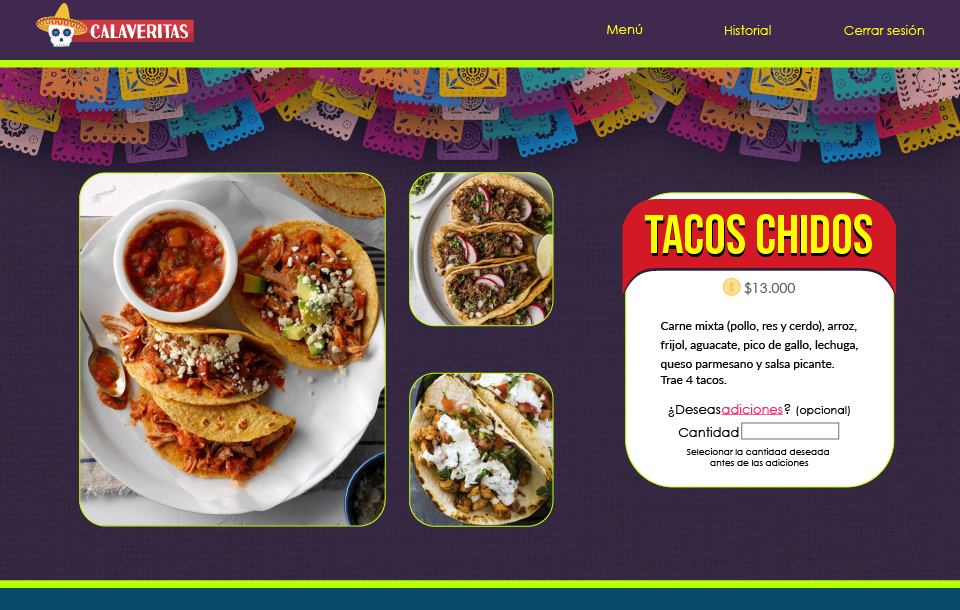 CALAVERITAS
Menú
Historial
Cerrar sesión
TACOS CHIDOS
$ $13.000
Carne mixta (pollo, res y cerdo), arroz,
frijol, aguacate, pico de gallo, lechuga,
queso parmesano y salsa picante.
Trae 4 tacos.
¿Deseas adiciones? (opcional)
Cantidad
Selecionar la cantidad deseada
antes de las adiciones